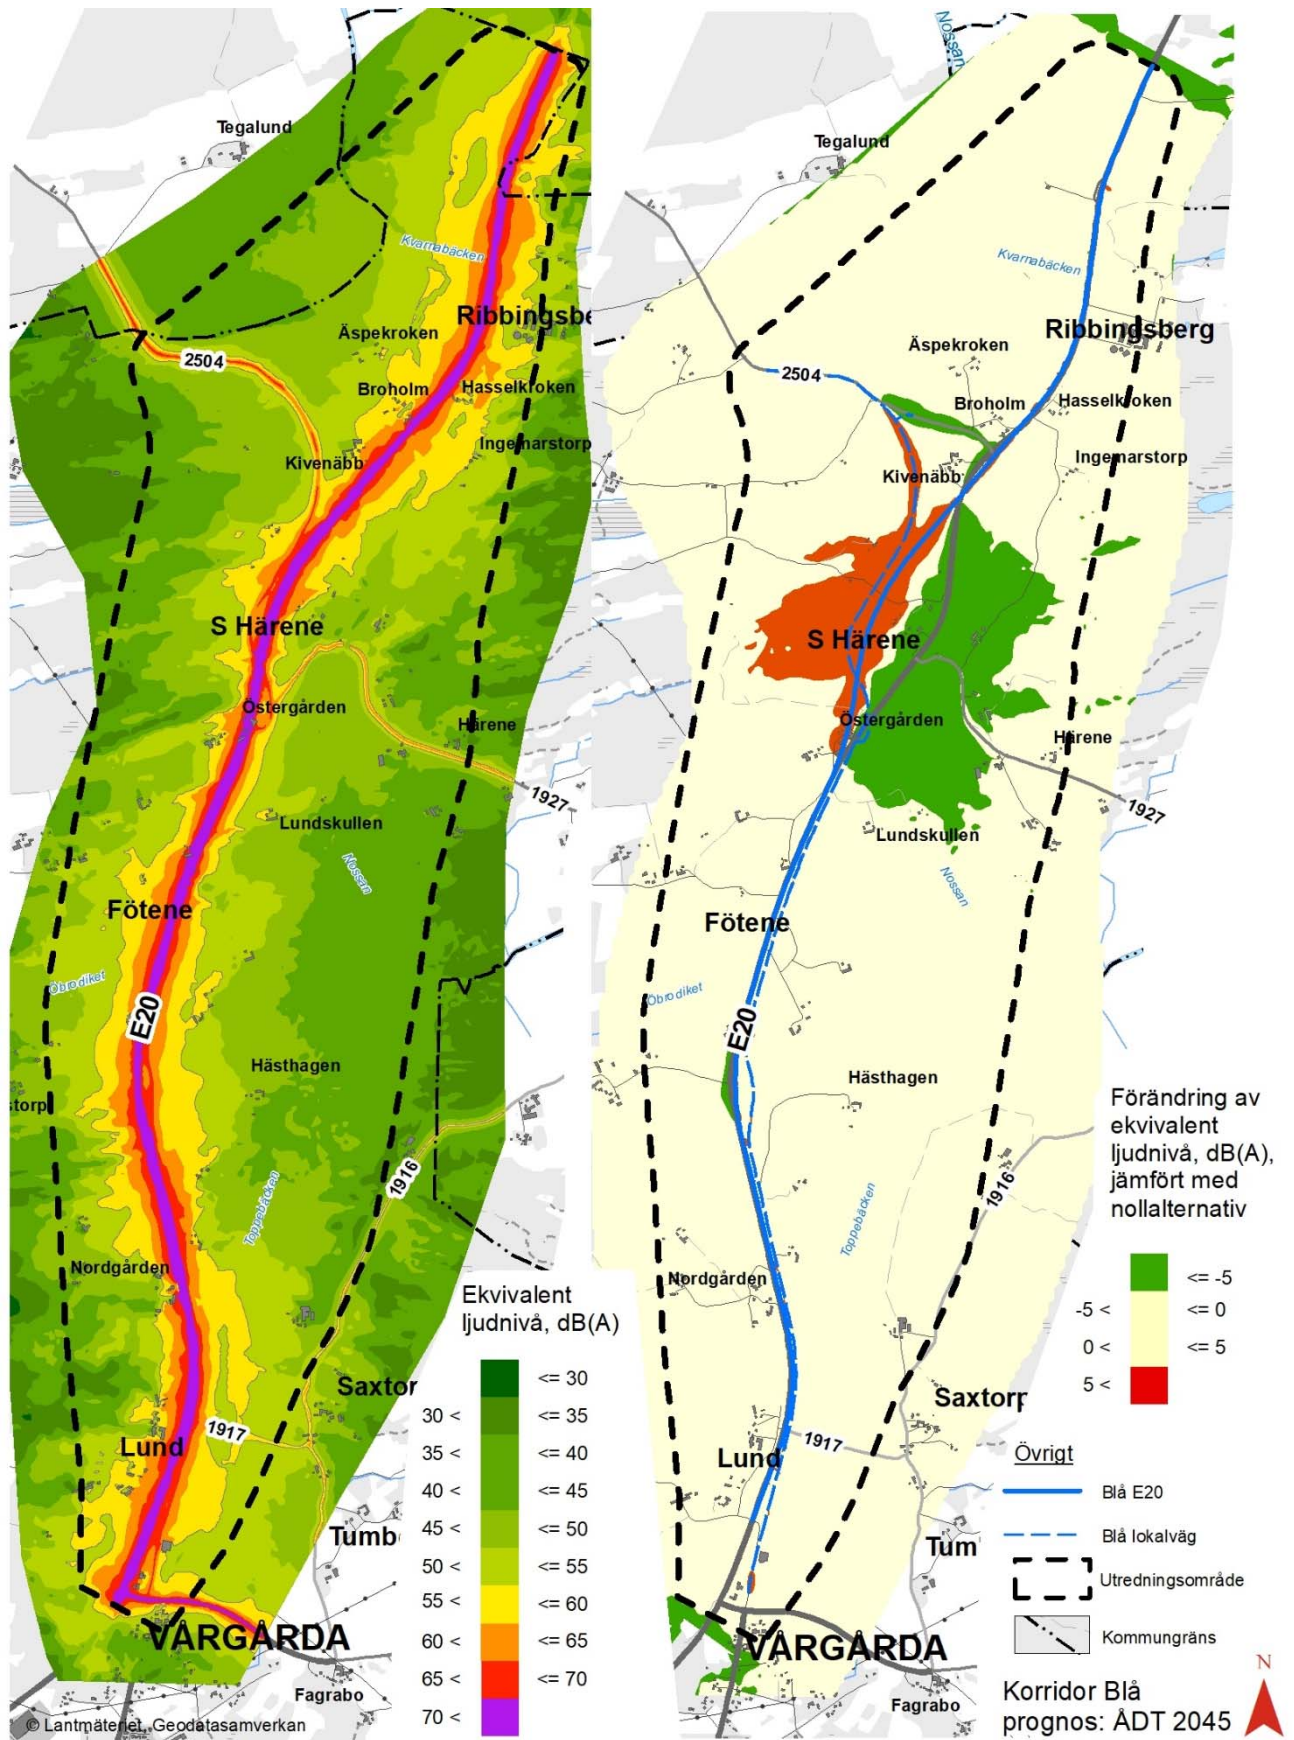 Tegalund
Kvarnabäcken
Ribbingsbe
Äspekroken
2504
Broholm
Hasselkroken
Ingemarstorp
Kivenäbb
S Härene
Östergården
Härene
1927
Lundskullen
Nossan
Fötene
Öbrodiket
E20
Hästhagen
storp
1916
Toppebäcken
Nordgården
Ekvivalent
ljudnivå, dB(A)
<= 30
30 < <= 35
35 < <= 40
40 < <= 45
45 < <= 50
50 < <= 55
55 < <= 60
60 < <= 65
65 < <= 70
70 <
Saxtor
1917
Lund
Tumb
VÅRGÅRDA
Fagrabo
© Lantmäteriet, Geodatasamverkan
Nossan
Tegalund
Kvarnabäcken
Ribbingsberg
Äspekroken
2504
Broholm
Hasselkroken
Ingemarstorp
Kivenäbb
S Härene
Östergården
Härene
1927
Lundskullen
Nossan
Fötene
Öbrodiket
E20
Hästhagen
1916
Toppebäcken
Nordgården
Saxtorp
1917
Lund
Tum
VÅRGÅRDA
Fagrabo
Förändring av
ekvivalent
ljudnivå, dB(A),
jämfört med
nollalternativ
<= -5
-5 < <= 0
0 < <= 5
5 <
Övrigt
Blå E20
Blå lokalväg
Utredningsområde
Kommungräns
N
Korridor Blå
prognos: ÅDT 2045